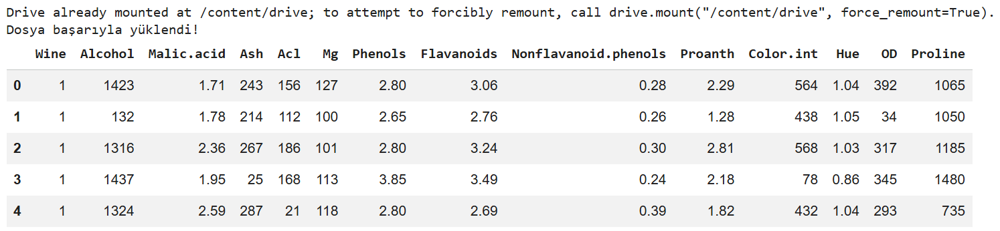 Drive already mounted at /content/drive; to attempt to forcibly remount, call drive.mount("/content/drive", force_remount=True).
Dosya başarıyla yüklendi!
Wine Alcohol Malic.acid Ash Acl Mg Phenols Flavanoids Nonflavanoid.phenols Proanth Color.int Hue OD Proline
0 1 1423 1.71 243 156 127 2.80 3.06 0.28 2.29 564 1.04 392 1065
1 1 132 1.78 214 112 100 2.65 2.76 0.26 1.28 438 1.05 34 1050
2 1 1316 2.36 267 186 101 2.80 3.24 0.30 2.81 568 1.03 317 1185
3 1 1437 1.95 25 168 113 3.85 3.49 0.24 2.18 78 0.86 345 1480
4 1 1324 2.59 287 21 118 2.80 2.69 0.39 1.82 432 1.04 293 735